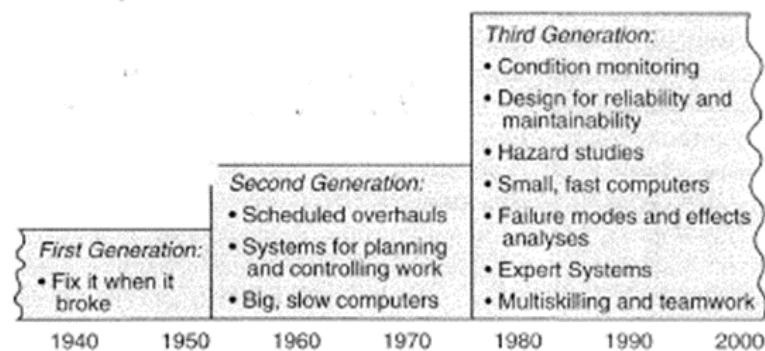 First Generation:
• Fix it when it
broke
Second Generation:
• Scheduled overhauls
• Systems for planning
and controlling work
• Big, slow computers
Third Generation:
• Condition monitoring
• Design for reliability and
maintainability
• Hazard studies
• Small, fast computers
• Failure modes and effects
analyses
• Expert Systems
• Multiskilling and teamwork
1940 1950 1960 1970 1980 1990 2000